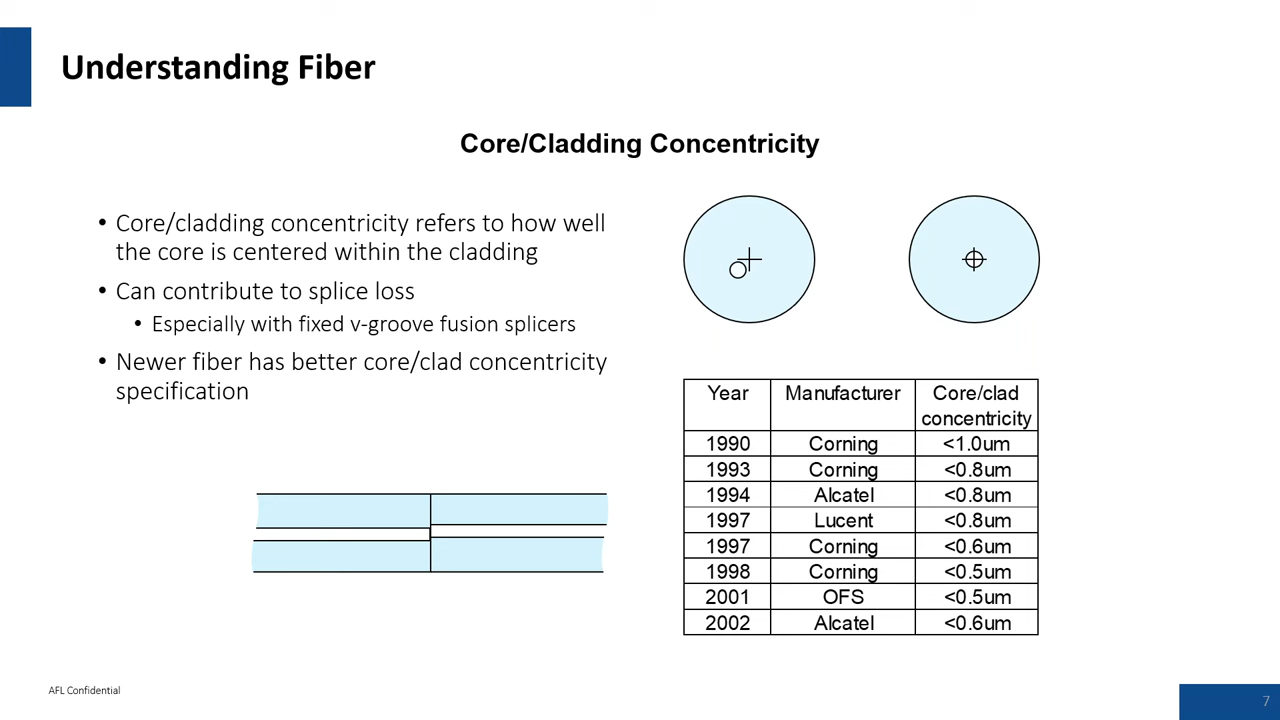 Understanding Fiber
Core/Cladding Concentricity
• Core/cladding concentricity refers to how well
the core is centered within the cladding
• Can contribute to splice loss
• Especially with fixed v-groove fusion splicers
• Newer fiber has better core/clad concentricity
specification
Year Manufacturer Core/clad
concentricity
1990 Corning <1.0um
1993 Corning <0.8um
1994 Alcatel <0.8um
1997 Lucent <0.8um
1997 Corning <0.6um
1998 Corning <0.5um
2001 OFS <0.5um
2002 Alcatel <0.6um
AFL Confidential
7